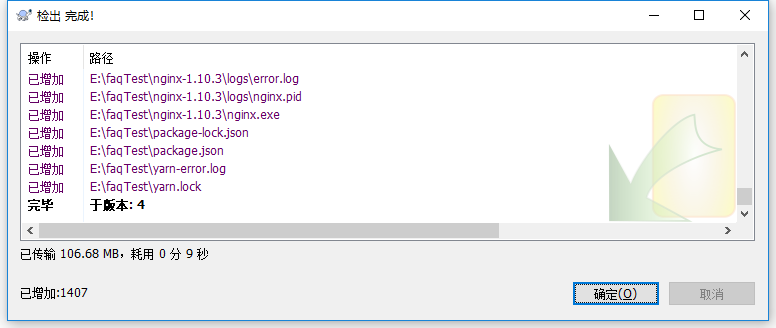 检出 完成!
操作 路径
已增加 E:\faqTest\nginx-1.10.3\logs\error.log
已增加 E:\faqTest\nginx-1.10.3\logs\nginx.pid
已增加 E:\faqTest\nginx-1.10.3\nginx.exe
已增加 E:\faqTest\package-lock.json
已增加 E:\faqTest\package.json
已增加 E:\faqTest\yarn-error.log
已增加 E:\faqTest\yarn.lock
完毕 于版本: 4
已传输 106.68 MB，耗用 0 分 9 秒
已增加:1407
确定(O) 取消